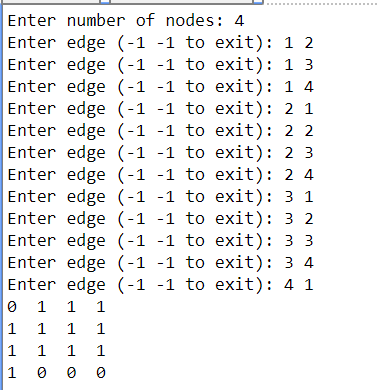 Enter number of nodes: 4
Enter edge (-1 -1 to exit): 1 2
Enter edge (-1 -1 to exit): 1 3
Enter edge (-1 -1 to exit): 1 4
Enter edge (-1 -1 to exit): 2 1
Enter edge (-1 -1 to exit): 2 2
Enter edge (-1 -1 to exit): 2 3
Enter edge (-1 -1 to exit): 2 4
Enter edge (-1 -1 to exit): 3 1
Enter edge (-1 -1 to exit): 3 2
Enter edge (-1 -1 to exit): 3 3
Enter edge (-1 -1 to exit): 3 4
Enter edge (-1 -1 to exit): 4 1
0 1 1 1
1 1 1 1
1 1 1 1
1 0 0 0